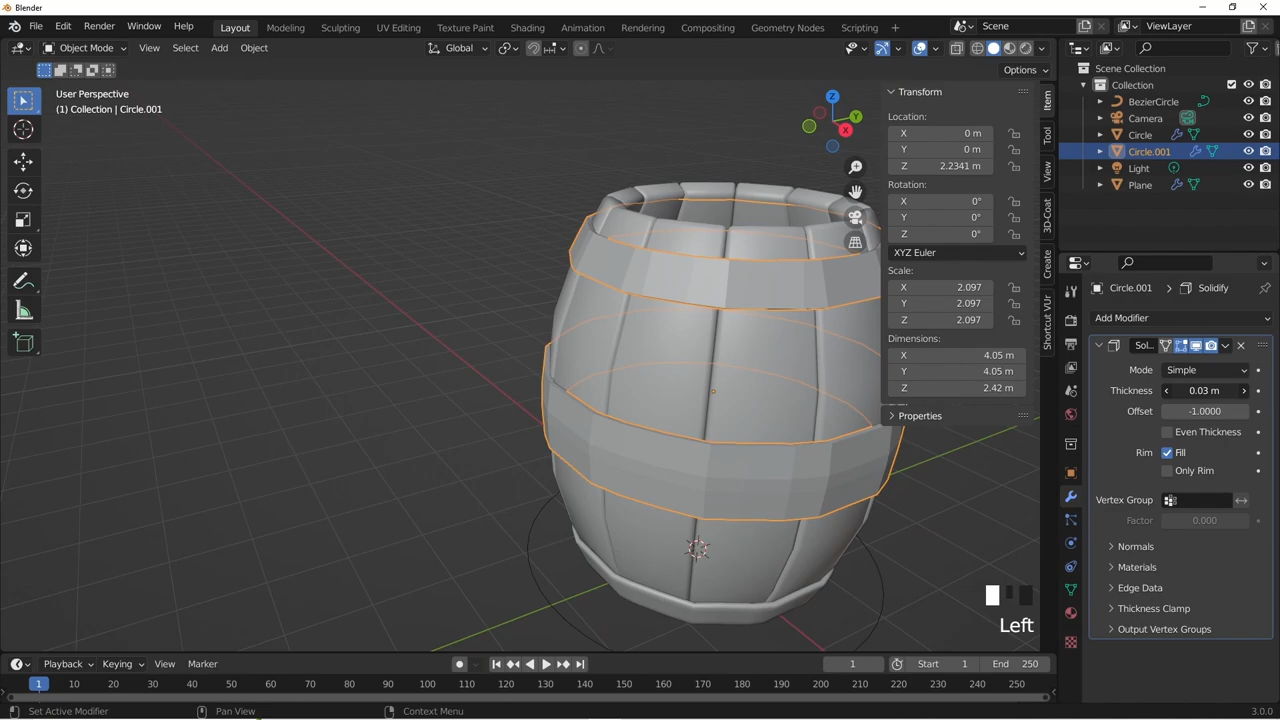 Blender
File Edit Render Window Help Layout Modeling Sculpting UV Editing Texture Paint Shading Animation Rendering Compositing Geometry Nodes Scripting + Scene ViewLayer
Object Mode View Select Add Object Global
Options
User Perspective
(1) Collection | Circle.001
Z
Y
X
Transform
Location:
X 0 m
Y 0 m
Z 2.2341 m
Rotation:
X 0°
Y 0°
Z 0°
XYZ Euler
Scale:
X 2.097
Y 2.097
Z 2.097
Dimensions:
X 4.05 m
Y 4.05 m
Z 2.42 m
Properties
Item
Tool
View
3D-Coat
Create
Shortcut VUr
Left
Scene Collection
Collection
BezierCircle
Camera
Circle
Circle.001
Light
Plane
Circle.001 > Solidify
Add Modifier
Sol...
Mode Simple
Thickness 0.03 m
Offset -1.0000
Even Thickness
Rim Fill
Only Rim
Vertex Group
Factor 0.000
Normals
Materials
Edge Data
Thickness Clamp
Output Vertex Groups
Playback Keying View Marker 1 Start 1 End 250
1 10 20 30 40 50 60 70 80 90 100 110 120 130 140 150 160 170 180 190 200 210 220 230 240 250
Set Active Modifier Pan View Context Menu 3.0.0